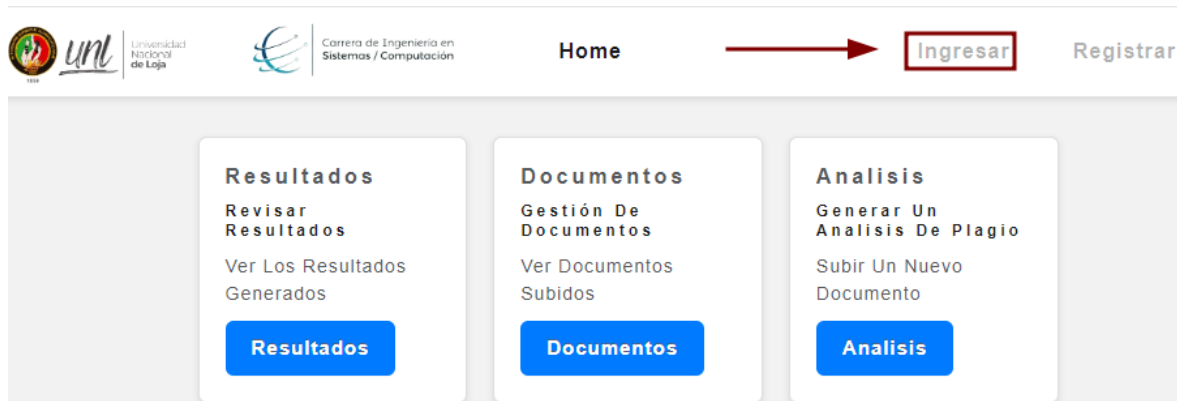 1859
unl
Universidad
Nacional
de Loja
Carrera de Ingeniería en
Sistemas / Computación
Home
Ingresar
Registrar
Resultados
Revisar
Resultados
Ver Los Resultados
Generados
Resultados
Documentos
Gestión De
Documentos
Ver Documentos
Subidos
Documentos
Analisis
Generar Un
Analisis De Plagio
Subir Un Nuevo
Documento
Analisis